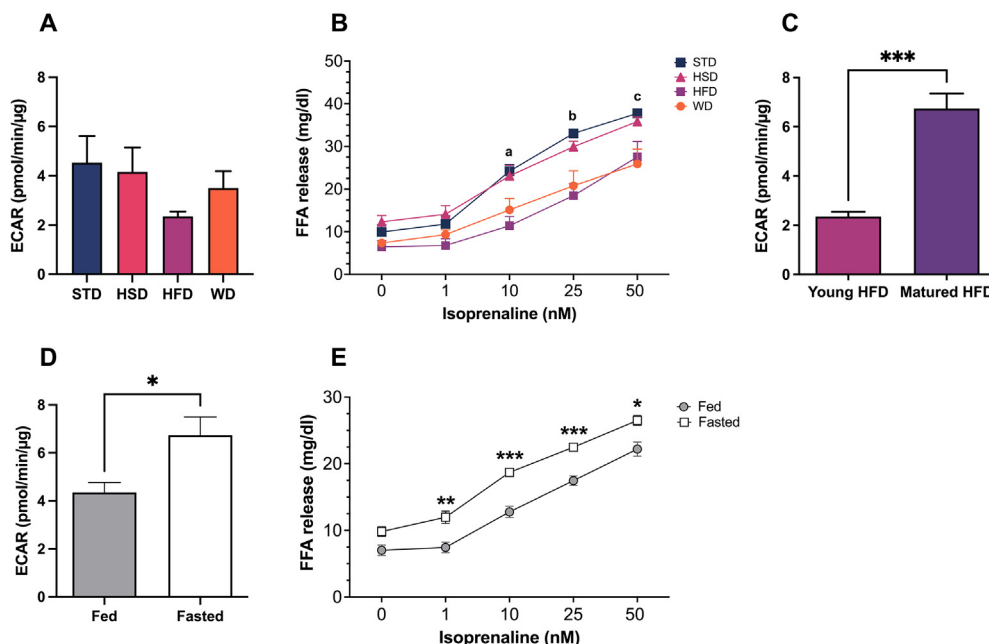 A
ECAR (pmol/min/µg)
8
6
4
2
0
STD HSD HFD WD
B
FFA release (mg/dl)
50
40
30
20
10
0
a
b
c
0 1 10 25 50
Isoprenaline (nM)
STD
HSD
HFD
WD
C
ECAR (pmol/min/µg)
8
6
4
2
0
***
Young HFD Matured HFD
D
ECAR (pmol/min/µg)
8
6
4
2
0
*
Fed Fasted
E
FFA release (mg/dl)
30
20
10
0
**
***
***
*
0 1 10 25 50
Isoprenaline (nM)
Fed
Fasted